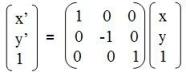 x’ 1 0 0 x
y’ = 0 -1 0 y
1 0 0 1 1